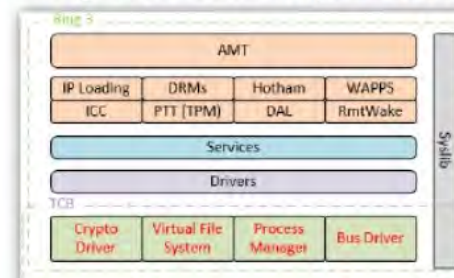 Ring 3
AMT
IP Loading DRMs Hotham WAPPS
ICC PTT (TPM) DAL RmtWake
Services
Drivers
Syslib
TCB
Crypto Driver Virtual File System Process Manager Bus Driver